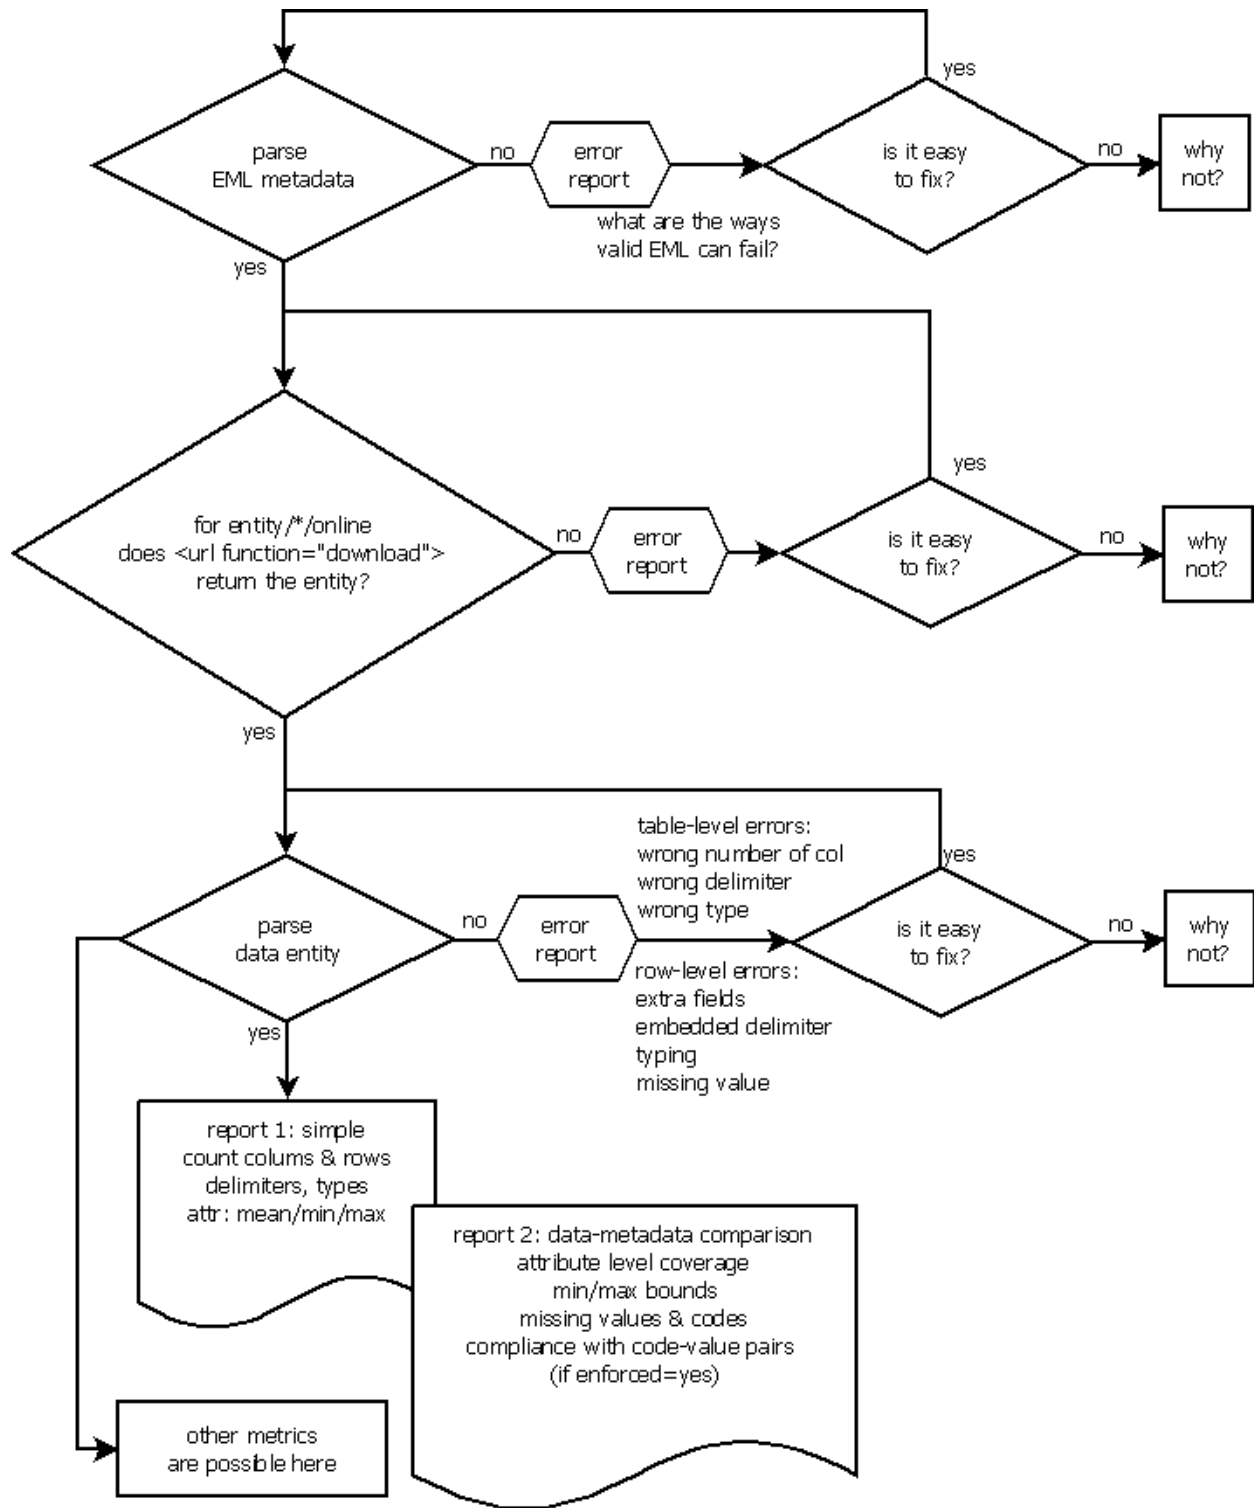 yes
parse
EML metadata
no
error
report
is it easy
to fix?
no
why
not?
what are the ways
valid EML can fail?
yes
yes
for entity/*/online
does <url function="download">
return the entity?
no
error
report
is it easy
to fix?
no
why
not?
yes
table-level errors:
wrong number of col
wrong delimiter
wrong type
yes
parse
data entity
no
error
report
is it easy
to fix?
no
why
not?
row-level errors:
extra fields
embedded delimiter
typing
missing value
yes
report 1: simple
count colums & rows
delimiters, types
attr: mean/min/max
report 2: data-metadata comparison
attribute level coverage
min/max bounds
missing values & codes
compliance with code-value pairs
(if enforced=yes)
other metrics
are possible here